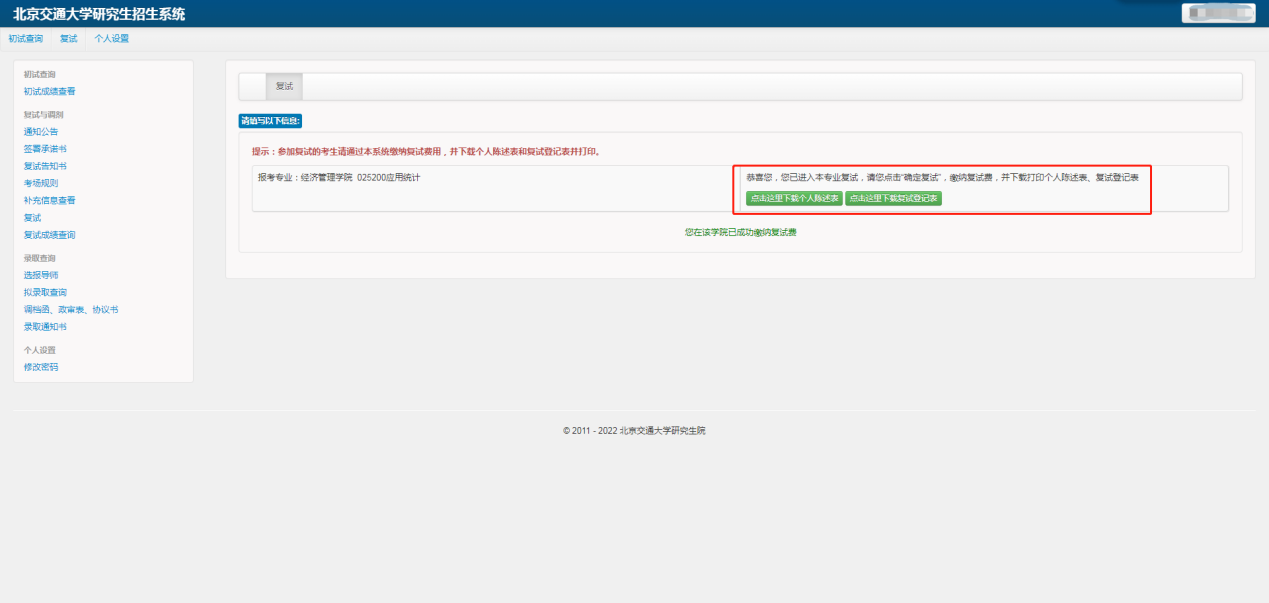 北京交通大学研究生招生系统
初试查询 复试 个人设置
初试查询
初试成绩查看
复试与调剂
通知公告
签署承诺书
复试告知书
考场规则
补充信息查看
复试
复试成绩查询
录取查询
选报导师
拟录取查询
调档函、政审表、协议书
录取通知书
个人设置
修改密码
复试
请填写以下信息:
提示：参加复试的考生请通过本系统缴纳复试费用，并下载个人陈述表和复试登记表并打印。
报考专业：经济管理学院 025200应用统计
恭喜您，您已进入本专业复试，请您点击“确定复试”，缴纳复试费，并下载打印个人陈述表、复试登记表
点击这里下载个人陈述表 点击这里下载复试登记表
您在该学院已成功缴纳复试费
© 2011 - 2022 北京交通大学研究生院